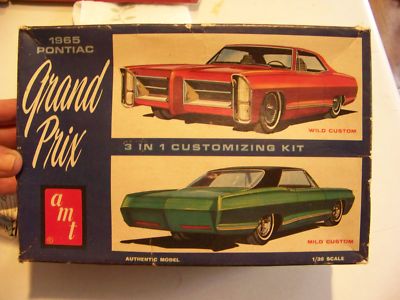 1965
PONTIAC
Grand
Prix
WILD CUSTOM
3 IN 1 CUSTOMIZING KIT
amt
MILD CUSTOM
AUTHENTIC MODEL
1/25 SCALE